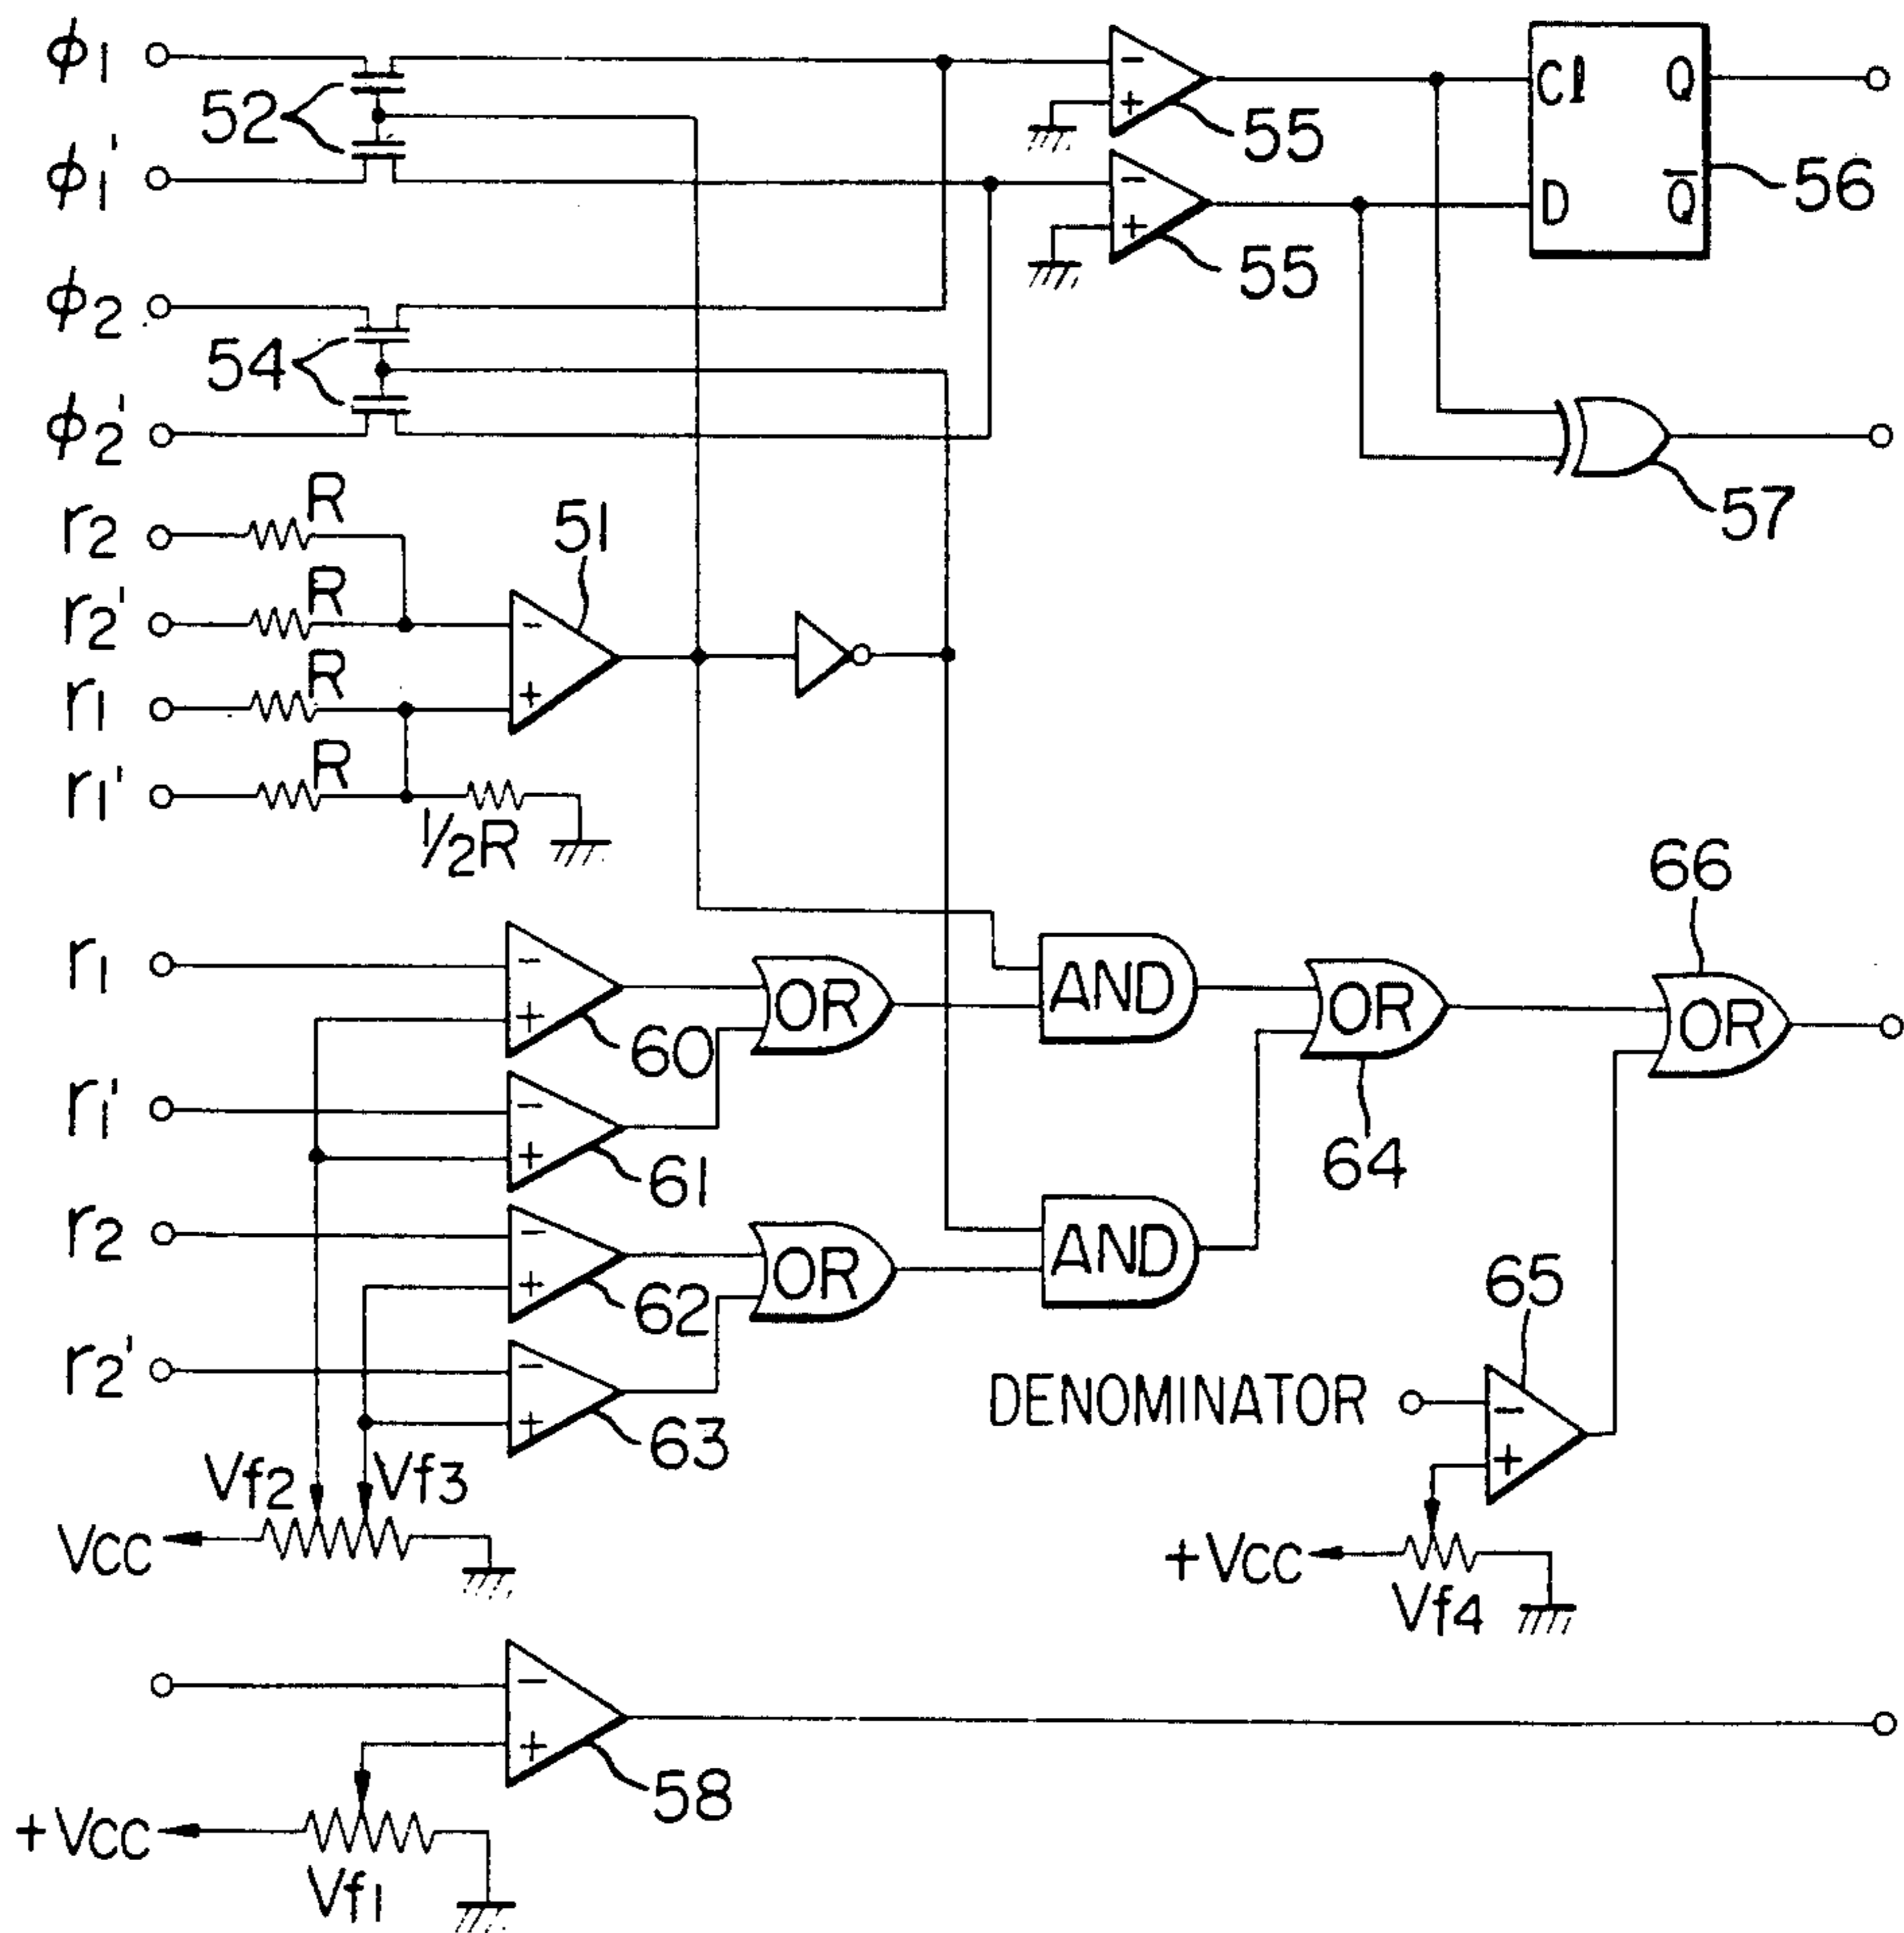 ϕ1
52
ϕ1'
55
Cl Q
D Q̅
56
55
ϕ2
54
ϕ2'
57
r2 R
51
r2' R
r1 R
r1' R
1/2R
66
r1
60
OR
AND
OR
OR
r1'
61
64
r2
62
OR
AND
65
r2'
63
DENOMINATOR
Vf2 Vf3
Vcc
+Vcc
Vf4
58
+Vcc
Vf1